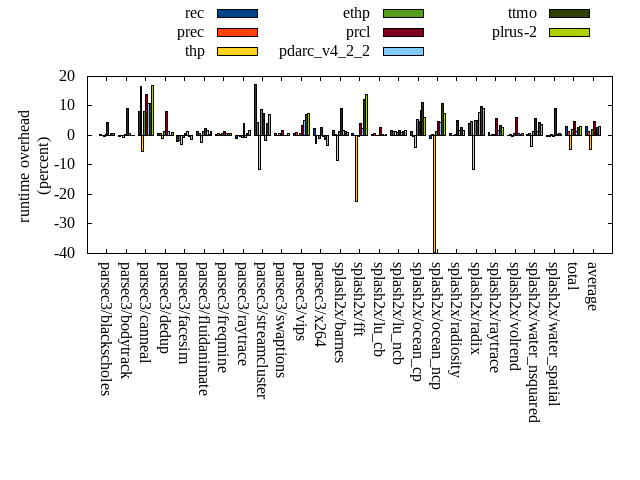 rec
prec
thp
ethp
prcl
pdarc_v4_2_2
ttmo
plrus-2
runtime overhead
(percent)
20
10
0
-10
-20
-30
-40
parsec3/blackscholes
parsec3/bodytrack
parsec3/canneal
parsec3/dedup
parsec3/facesim
parsec3/fluidanimate
parsec3/freqmine
parsec3/raytrace
parsec3/streamcluster
parsec3/swaptions
parsec3/vips
parsec3/x264
splash2x/barnes
splash2x/fft
splash2x/lu_cb
splash2x/lu_ncb
splash2x/ocean_cp
splash2x/ocean_ncp
splash2x/radiosity
splash2x/radix
splash2x/raytrace
splash2x/volrend
splash2x/water_nsquared
splash2x/water_spatial
total
average